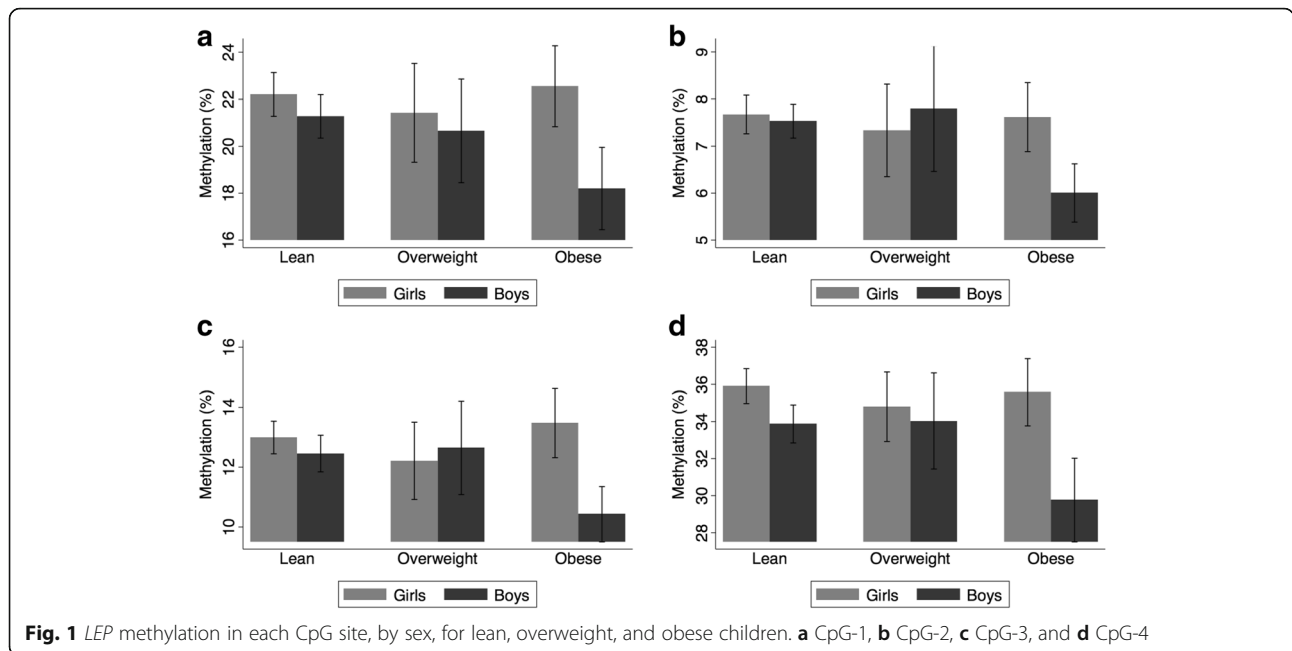 a
b
24
22
20
18
16
Methylation (%)
Lean
Overweight
Obese
Girls
Boys
9
8
7
6
5
Methylation (%)
Lean
Overweight
Obese
Girls
Boys
c
d
16
14
12
10
Methylation (%)
Lean
Overweight
Obese
Girls
Boys
38
36
34
32
30
28
Methylation (%)
Lean
Overweight
Obese
Girls
Boys
Fig. 1 LEP methylation in each CpG site, by sex, for lean, overweight, and obese children. a CpG-1, b CpG-2, c CpG-3, and d CpG-4